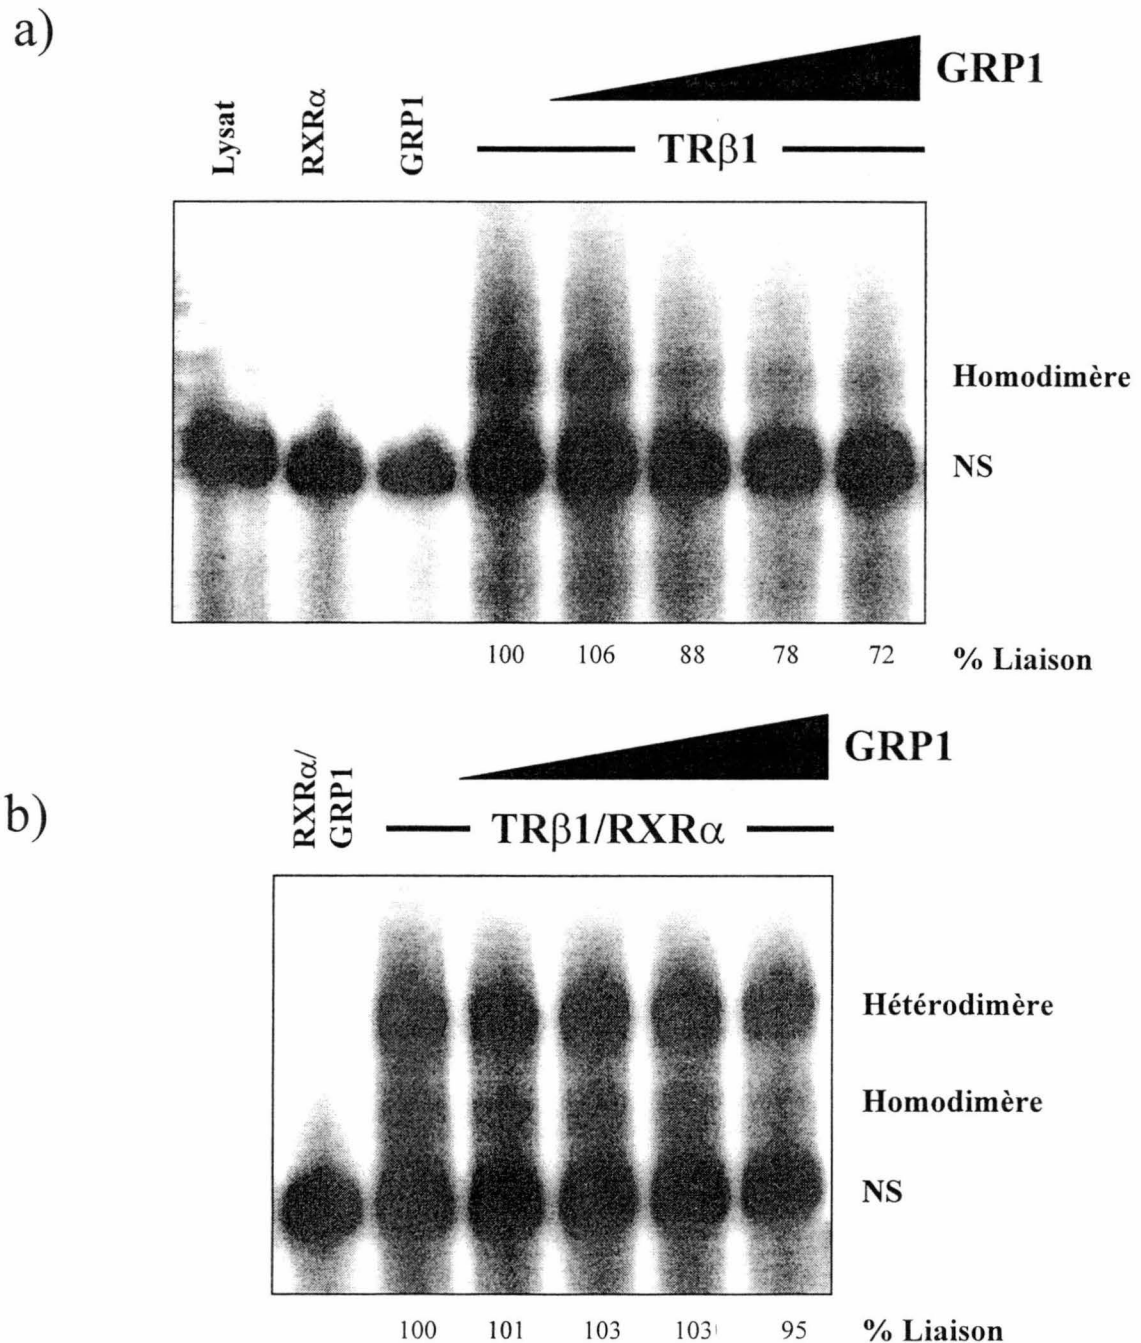 a)
GRP1
Lysat
RXRα
GRP1
TRβ1
Homodimère
NS
100 106 88 78 72 % Liaison
b)
GRP1
RXRα/
GRP1
TRβ1/RXRα
Hétérodimère
Homodimère
NS
100 101 103 103 95 % Liaison